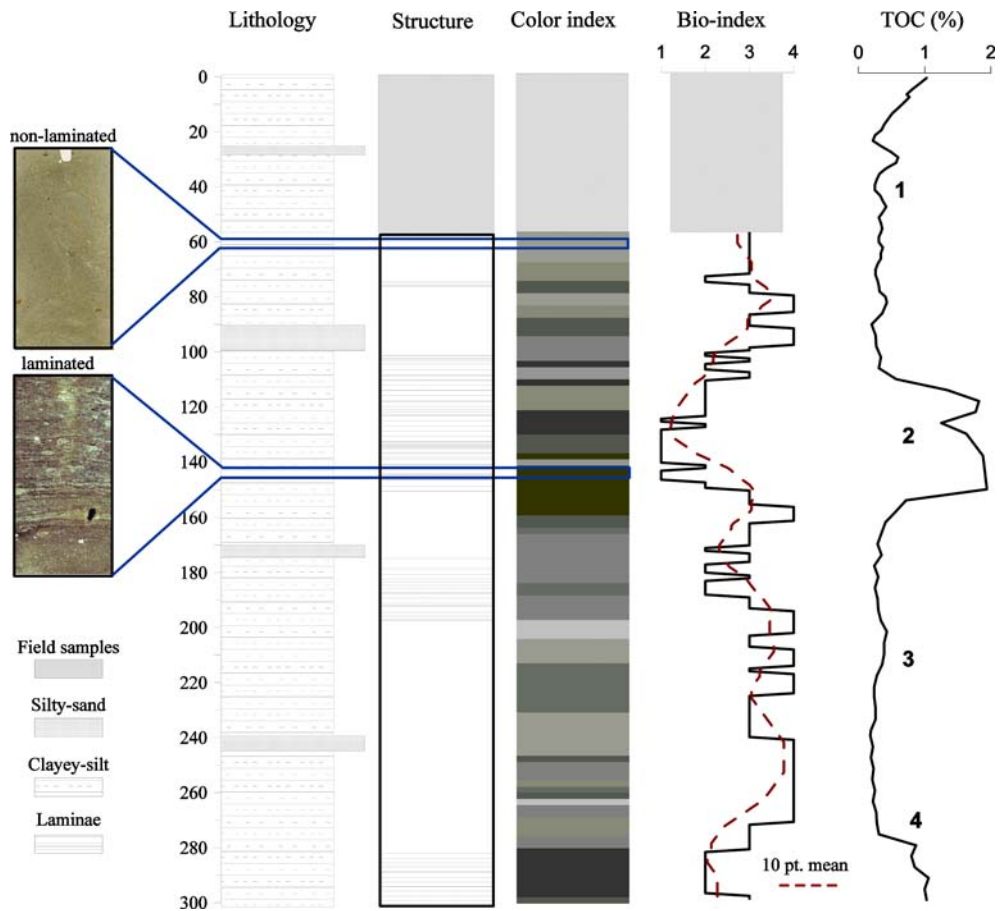 Lithology
Structure
Color index
Bio-index
TOC (%)
1 2 3 4
0 1 2
0
20
40
60
80
100
120
140
160
180
200
220
240
260
280
300
non-laminated
laminated
Field samples
Silty-sand
Clayey-silt
Laminae
1
2
3
4
10 pt. mean